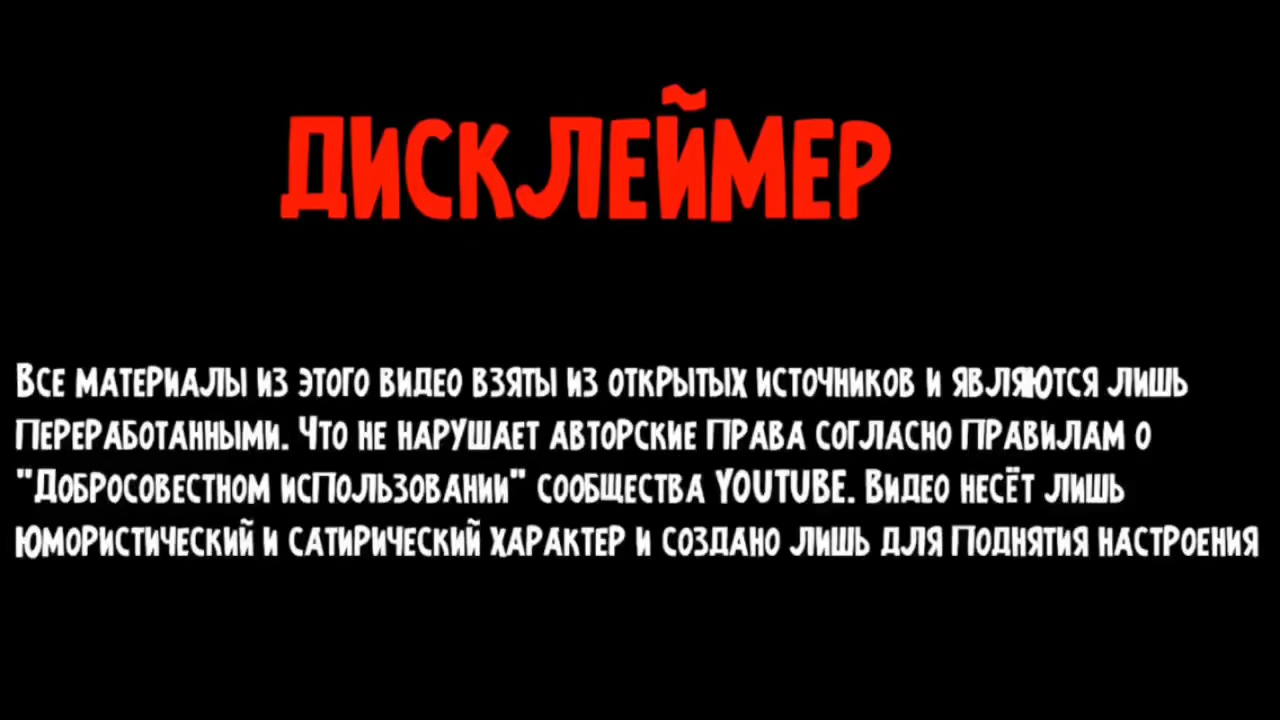 ДИСКЛЕЙМЕР
Все материалы из этого видео взяты из открытых источников и являются лишь
переработанными. Что не нарушает авторские права согласно правилам о
"Добросовестном использовании" сообщества YOUTUBE. Видео несёт лишь
юмористический и сатирический характер и создано лишь для поднятия настроения